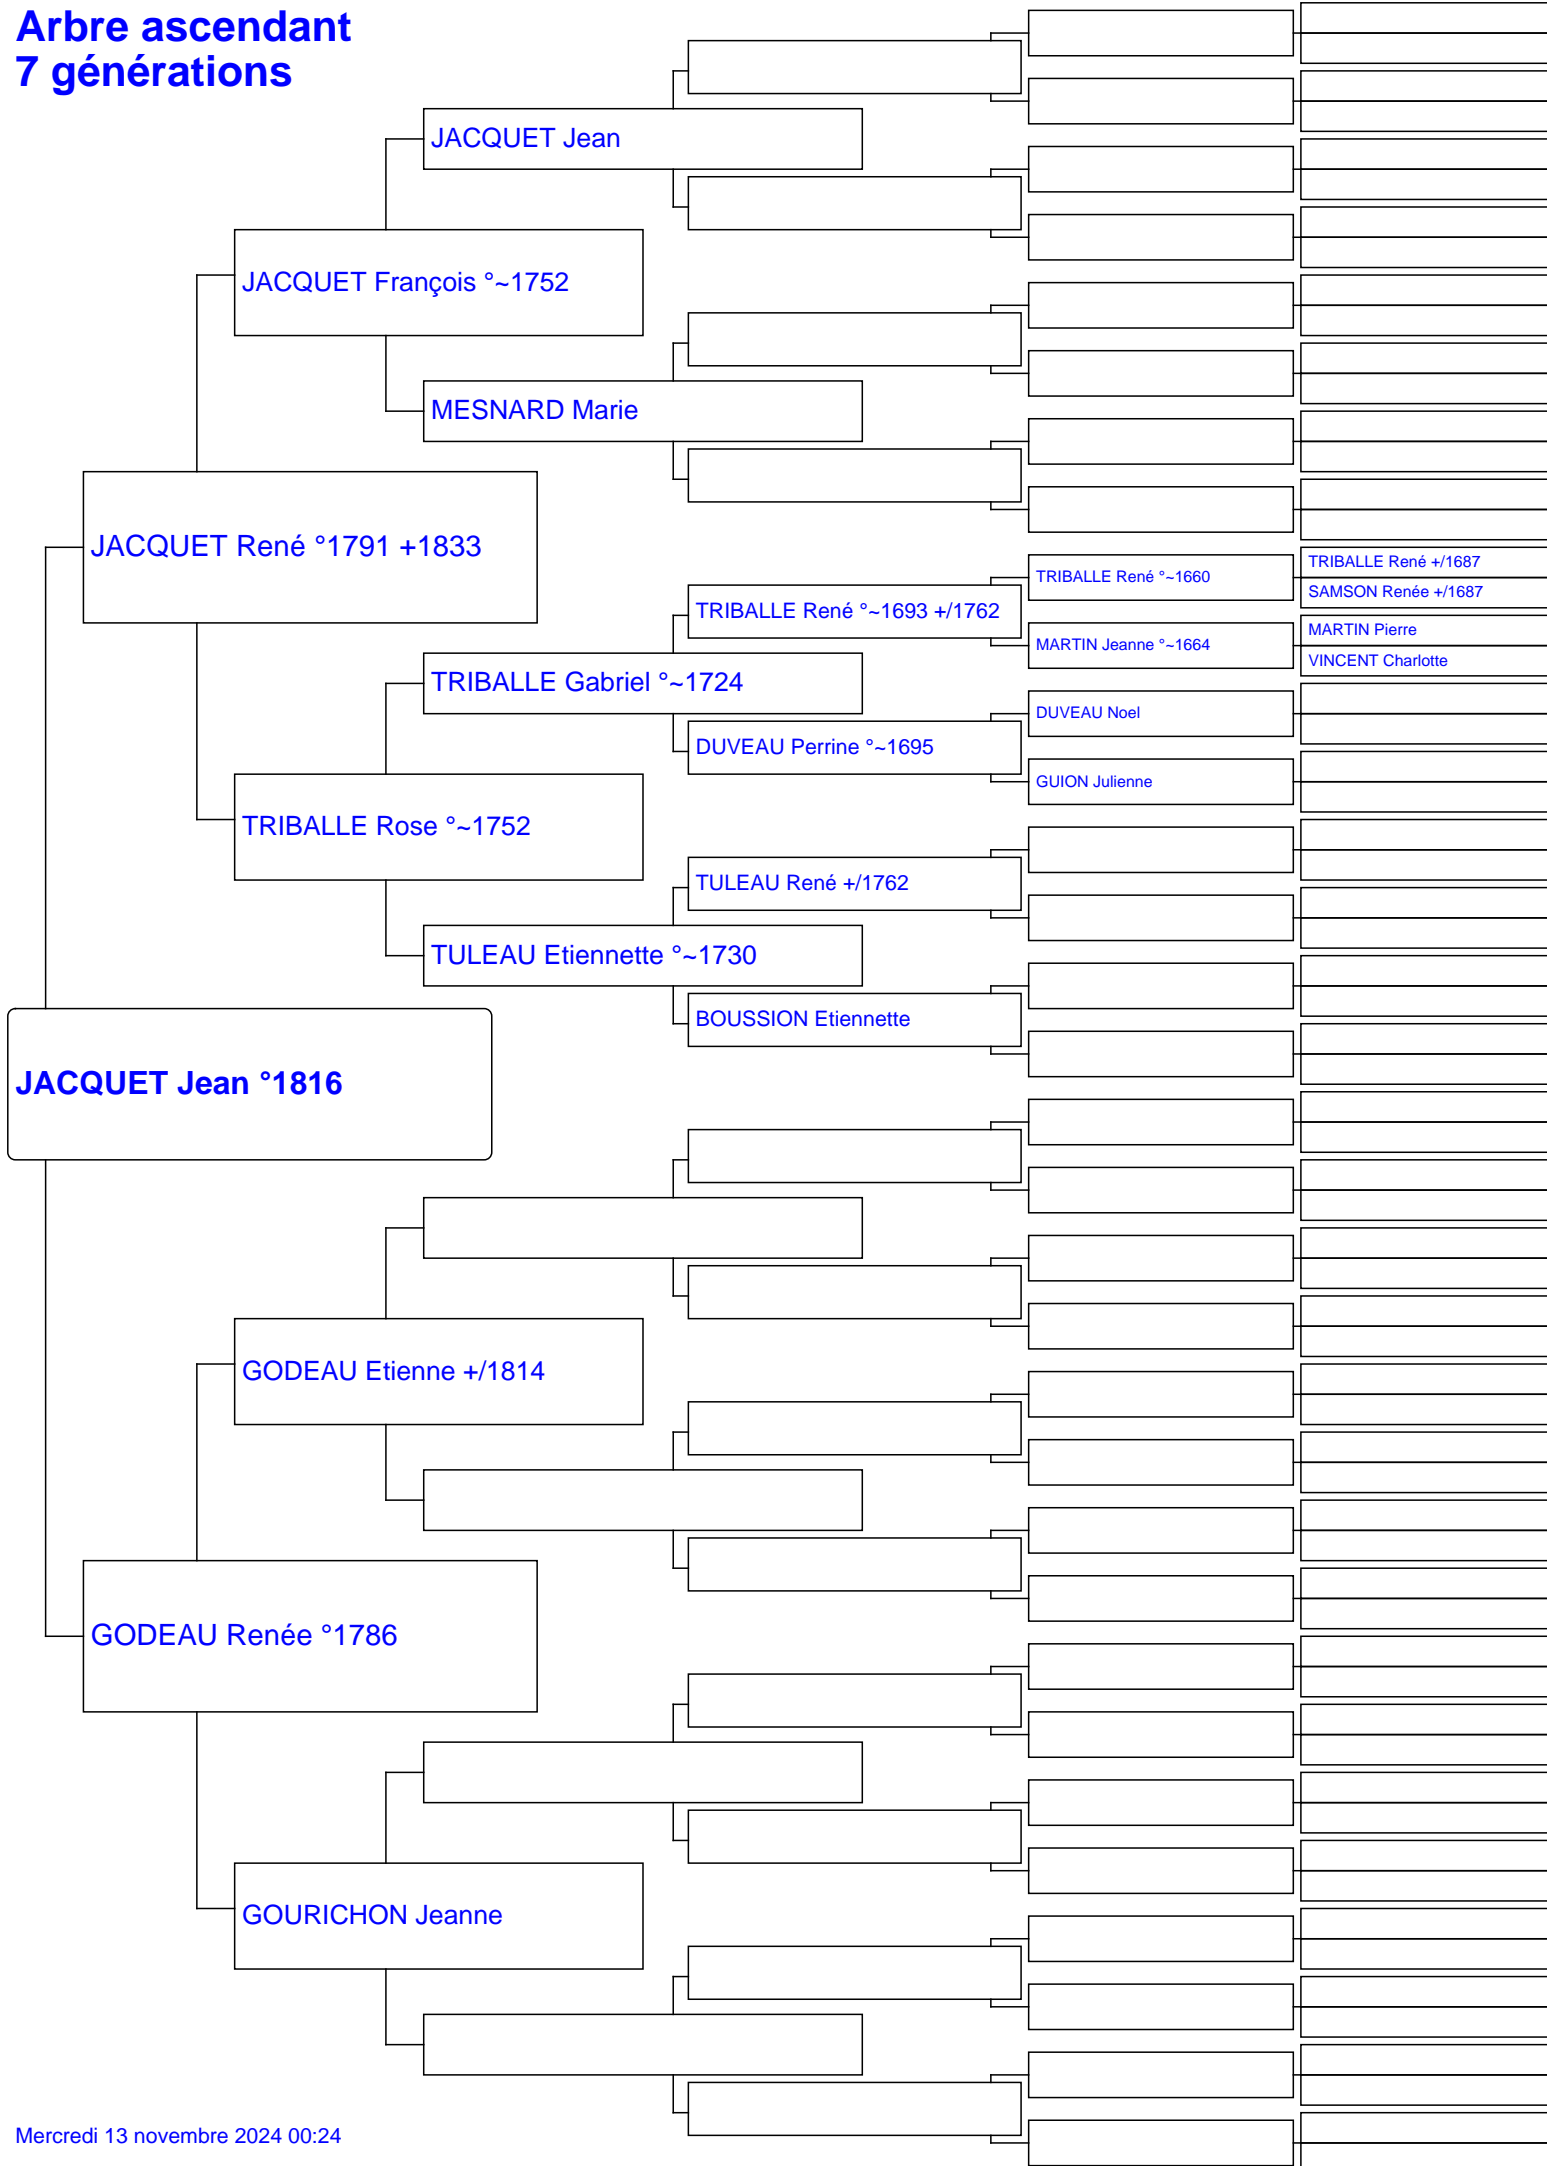 Arbre ascendant
7 générations
JACQUET Jean
JACQUET François °~1752
MESNARD Marie
JACQUET René °1791 +1833
TRIBALLE René +/1687
TRIBALLE René °~1660
SAMSON Renée +/1687
TRIBALLE René °~1693 +/1762
MARTIN Pierre
MARTIN Jeanne °~1664
VINCENT Charlotte
TRIBALLE Gabriel °~1724
DUVEAU Noel
DUVEAU Perrine °~1695
GUION Julienne
TRIBALLE Rose °~1752
TULEAU René +/1762
TULEAU Etiennette °~1730
BOUSSION Etiennette
JACQUET Jean °1816
GODEAU Etienne +/1814
GODEAU Renée °1786
GOURICHON Jeanne
Mercredi 13 novembre 2024 00:24